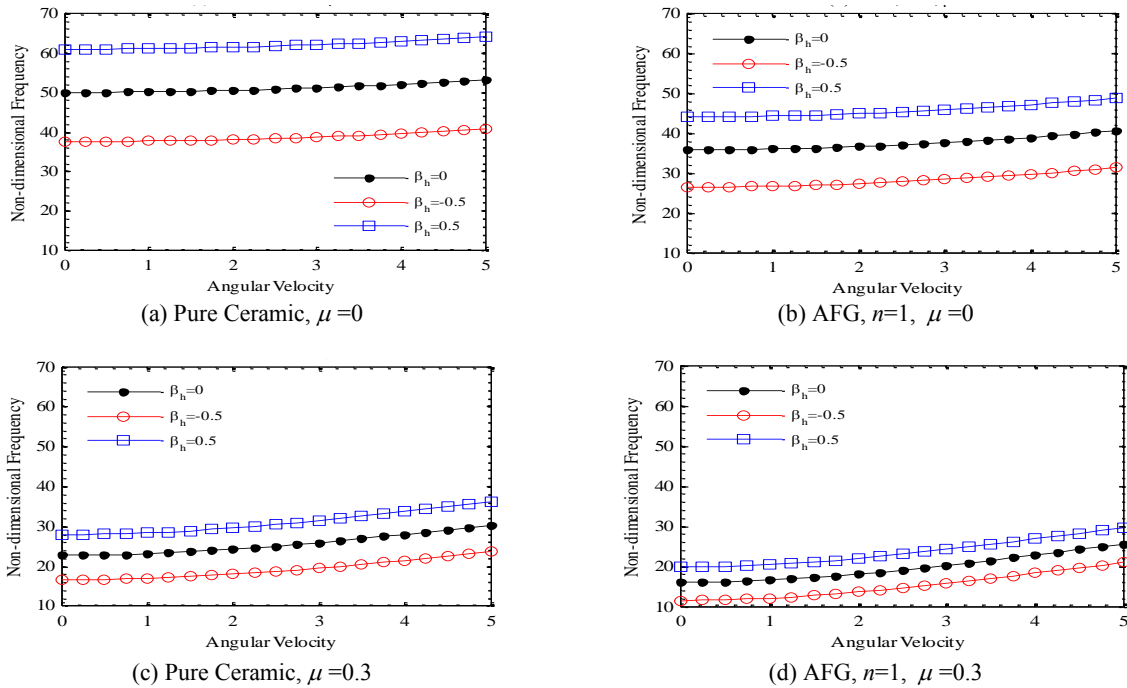 70
60
50
40
30
20
10
Non-dimensional Frequency
βh=0
βh=-0.5
βh=0.5
0 1 2 3 4 5
Angular Velocity
(a) Pure Ceramic, μ =0
70
60
50
40
30
20
10
Non-dimensional Frequency
βh=0
βh=-0.5
βh=0.5
0 1 2 3 4 5
Angular Velocity
(b) AFG, n=1, μ =0
70
60
50
40
30
20
10
Non-dimensional Frequency
βh=0
βh=-0.5
βh=0.5
0 1 2 3 4 5
Angular Velocity
(c) Pure Ceramic, μ =0.3
70
60
50
40
30
20
10
Non-dimensional Frequency
βh=0
βh=-0.5
βh=0.5
0 1 2 3 4 5
Angular Velocity
(d) AFG, n=1, μ =0.3